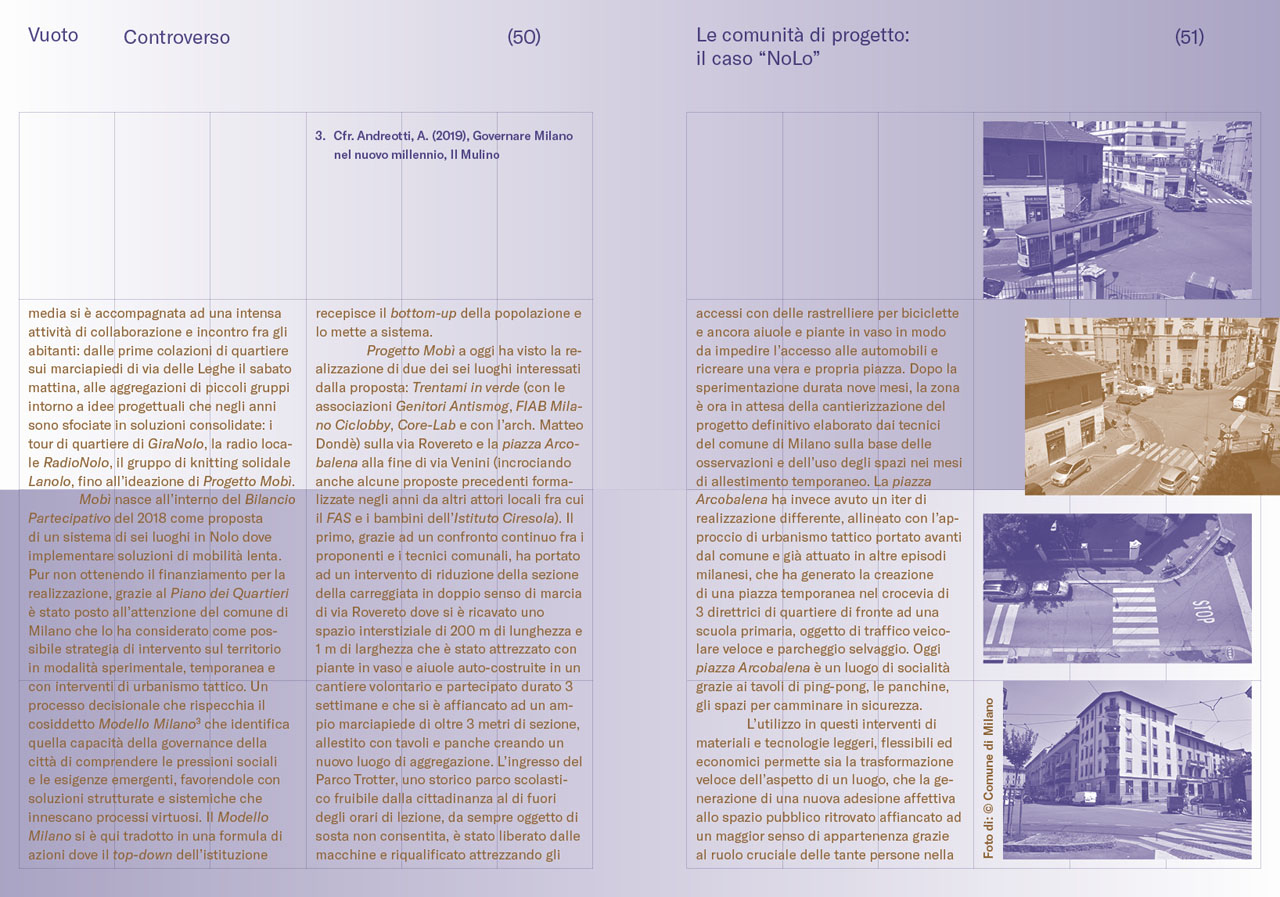 Vuoto
Controverso
(50)
3. Cfr. Andreotti, A. (2019), Governare Milano
nel nuovo millennio, Il Mulino
media si è accompagnata ad una intensa
attività di collaborazione e incontro fra gli
abitanti: dalle prime colazioni di quartiere
sui marciapiedi di via delle Leghe il sabato
mattina, alle aggregazioni di piccoli gruppi
intorno a idee progettuali che negli anni
sono sfociate in soluzioni consolidate: i
tour di quartiere di GiraNolo, la radio loca-
le RadioNolo, il gruppo di knitting solidale
Lanolo, fino all’ideazione di Progetto Mobì.
Mobì nasce all’interno del Bilancio
Partecipativo del 2018 come proposta
di un sistema di sei luoghi in Nolo dove
implementare soluzioni di mobilità lenta.
Pur non ottenendo il finanziamento per la
realizzazione, grazie al Piano dei Quartieri
è stato posto all’attenzione del comune di
Milano che lo ha considerato come pos-
sibile strategia di intervento sul territorio
in modalità sperimentale, temporanea e
con interventi di urbanismo tattico. Un
processo decisionale che rispecchia il
cosiddetto Modello Milano³ che identifica
quella capacità della governance della
città di comprendere le pressioni sociali
e le esigenze emergenti, favorendole con
soluzioni strutturate e sistemiche che
innescano processi virtuosi. Il Modello
Milano si è qui tradotto in una formula di
azioni dove il top-down dell’istituzione
recepisce il bottom-up della popolazione e
lo mette a sistema.
Progetto Mobì a oggi ha visto la re-
alizzazione di due dei sei luoghi interessati
dalla proposta: Trentami in verde (con le
associazioni Genitori Antismog, FIAB Mila-
no Ciclobby, Core-Lab e con l’arch. Matteo
Dondè) sulla via Rovereto e la piazza Arco-
balena alla fine di via Venini (incrociando
anche alcune proposte precedenti forma-
lizzate negli anni da altri attori locali fra cui
il FAS e i bambini dell’Istituto Ciresola). Il
primo, grazie ad un confronto continuo fra i
proponenti e i tecnici comunali, ha portato
ad un intervento di riduzione della sezione
della carreggiata in doppio senso di marcia
di via Rovereto dove si è ricavato uno
spazio interstiziale di 200 m di lunghezza e
1 m di larghezza che è stato attrezzato con
piante in vaso e aiuole auto-costruite in un
cantiere volontario e partecipato durato 3
settimane e che si è affiancato ad un am-
pio marciapiede di oltre 3 metri di sezione,
allestito con tavoli e panche creando un
nuovo luogo di aggregazione. L’ingresso del
Parco Trotter, uno storico parco scolasti-
co fruibile dalla cittadinanza al di fuori
degli orari di lezione, da sempre oggetto di
sosta non consentita, è stato liberato dalle
macchine e riqualificato attrezzando gli
Le comunità di progetto:
il caso “NoLo”
(51)
accessi con delle rastrelliere per biciclette
e ancora aiuole e piante in vaso in modo
da impedire l’accesso alle automobili e
ricreare una vera e propria piazza. Dopo la
sperimentazione durata nove mesi, la zona
è ora in attesa della cantierizzazione del
progetto definitivo elaborato dai tecnici
del comune di Milano sulla base delle
osservazioni e dell’uso degli spazi nei mesi
di allestimento temporaneo. La piazza
Arcobalena ha invece avuto un iter di
realizzazione differente, allineato con l’ap-
proccio di urbanismo tattico portato avanti
dal comune e già attuato in altre episodi
milanesi, che ha generato la creazione
di una piazza temporanea nel crocevia di
3 direttrici di quartiere di fronte ad una
scuola primaria, oggetto di traffico veico-
lare veloce e parcheggio selvaggio. Oggi
piazza Arcobalena è un luogo di socialità
grazie ai tavoli di ping-pong, le panchine,
gli spazi per camminare in sicurezza.
L’utilizzo in questi interventi di
materiali e tecnologie leggeri, flessibili ed
economici permette sia la trasformazione
veloce dell’aspetto di un luogo, che la ge-
nerazione di una nuova adesione affettiva
allo spazio pubblico ritrovato affiancato ad
un maggior senso di appartenenza grazie
al ruolo cruciale delle tante persone nella
STOP
Foto di: © Comune di Milano